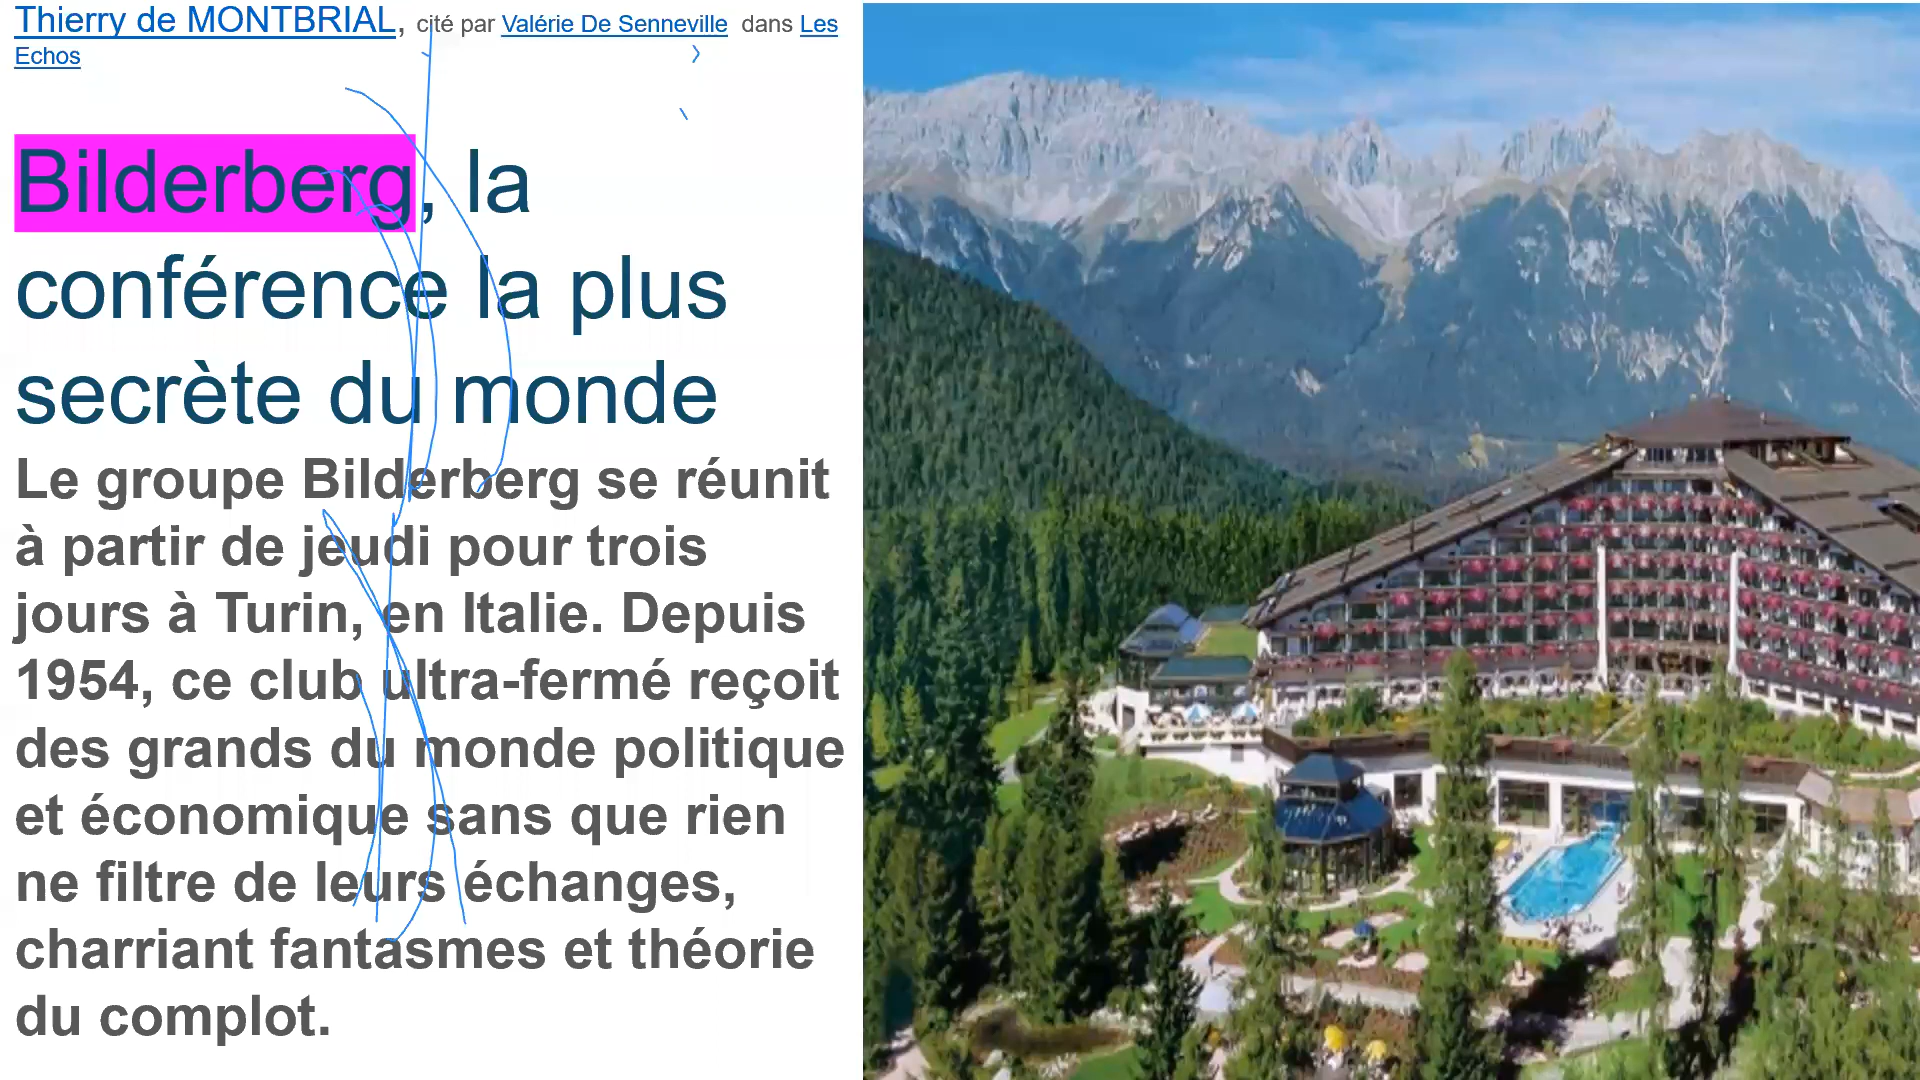 Thierry de MONTBRIAL, cité par Valérie De Senneville dans Les
Echos
Bilderberg, la
conférence la plus
secrète du monde
Le groupe Bilderberg se réunit
à partir de jeudi pour trois
jours à Turin, en Italie. Depuis
1954, ce club ultra-fermé reçoit
des grands du monde politique
et économique sans que rien
ne filtre de leurs échanges,
charriant fantasmes et théorie
du complot.